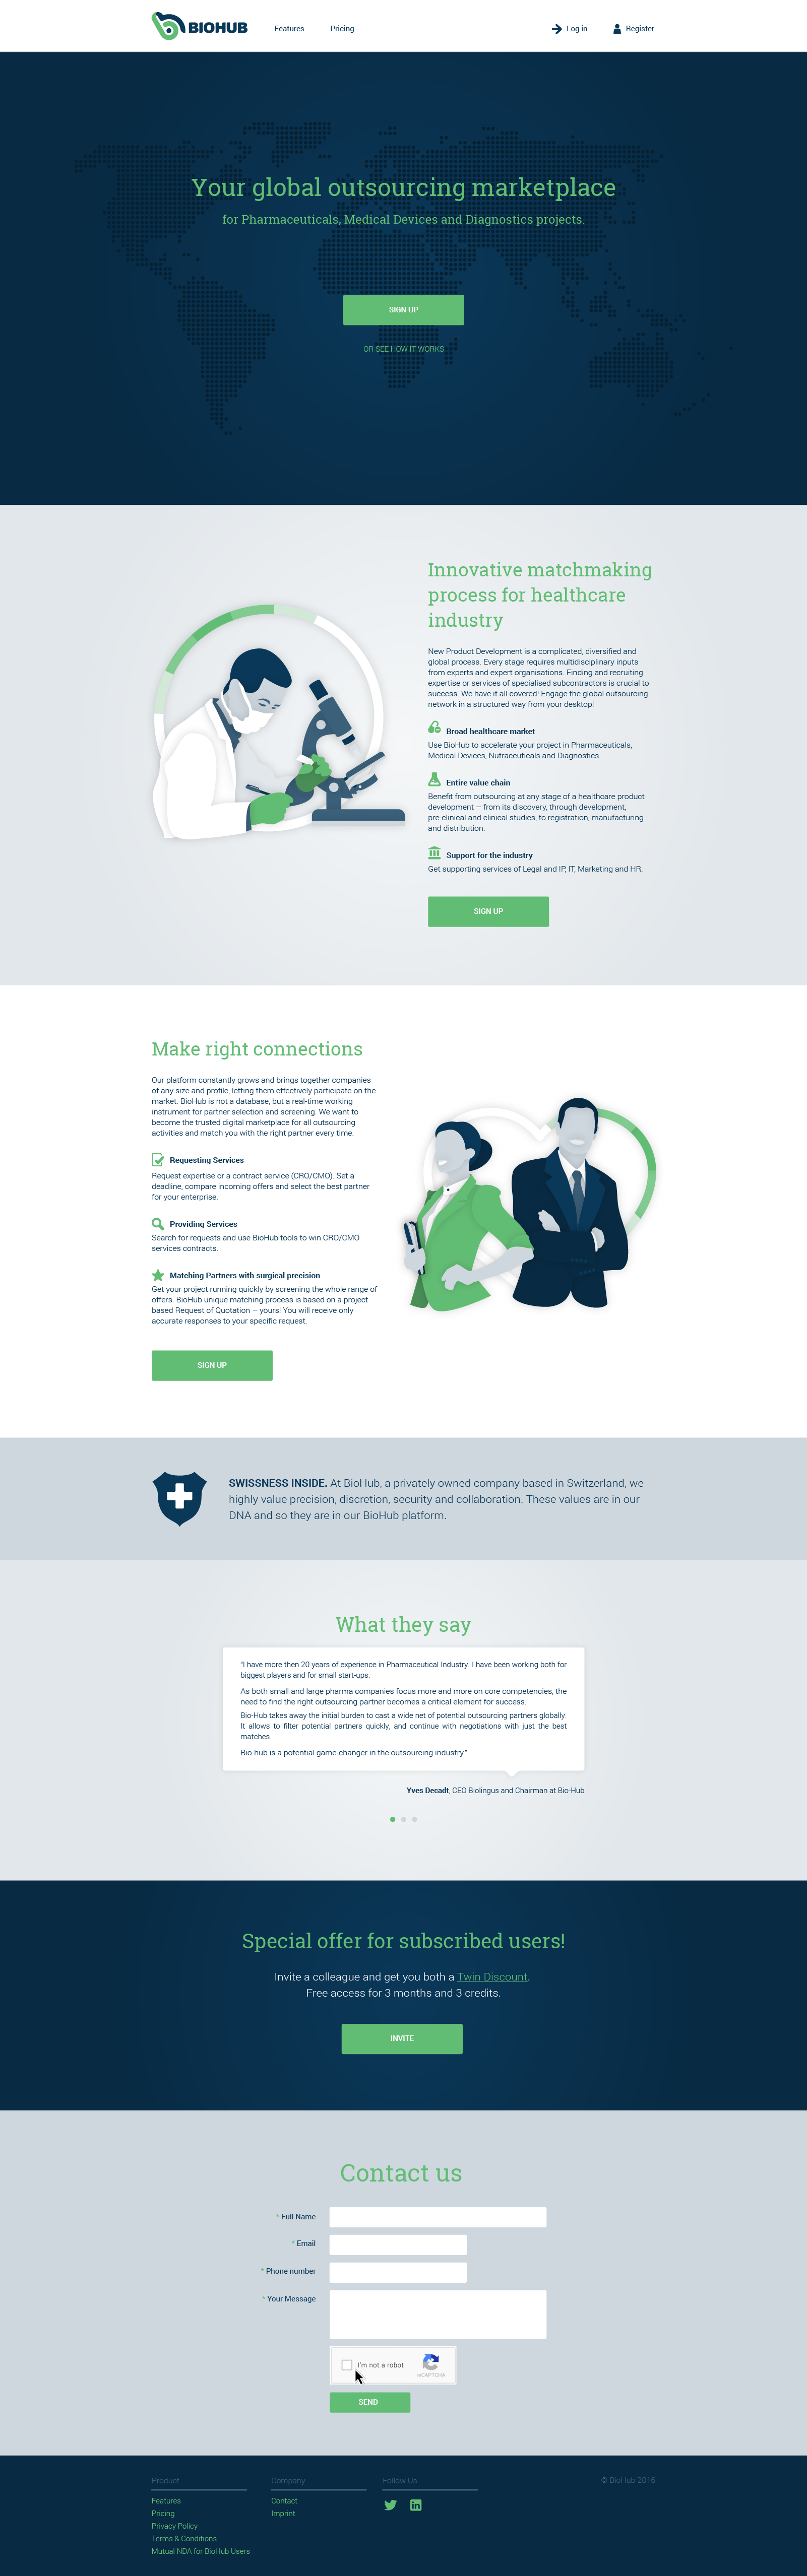 BIOHUB
Features
Pricing
Log in
Register
Your global outsourcing marketplace
for Pharmaceuticals, Medical Devices and Diagnostics projects.
SIGN UP
OR SEE HOW IT WORKS
Innovative matchmaking
process for healthcare
industry
New Product Development is a complicated, diversified and
global process. Every stage requires multidisciplinary inputs
from experts and expert organisations. Finding and recruiting
expertise or services of specialised subcontractors is crucial to
success. We have it all covered! Engage the global outsourcing
network in a structured way from your desktop!
Broad healthcare market
Use BioHub to accelerate your project in Pharmaceuticals,
Medical Devices, Nutraceuticals and Diagnostics.
Entire value chain
Benefit from outsourcing at any stage of a healthcare product
development – from its discovery, through development,
pre-clinical and clinical studies, to registration, manufacturing
and distribution.
Support for the industry
Get supporting services of Legal and IP, IT, Marketing and HR.
SIGN UP
Make right connections
Our platform constantly grows and brings together companies
of any size and profile, letting them effectively participate on the
market. BioHub is not a database, but a real-time working
instrument for partner selection and screening. We want to
become the trusted digital marketplace for all outsourcing
activities and match you with the right partner every time.
Requesting Services
Request expertise or a contract service (CRO/CMO). Set a
deadline, compare incoming offers and select the best partner
for your enterprise.
Providing Services
Search for requests and use BioHub tools to win CRO/CMO
services contracts.
Matching Partners with surgical precision
Get your project running quickly by screening the whole range of
offers. BioHub unique matching process is based on a project
based Request of Quotation – yours! You will receive only
accurate responses to your specific request.
SIGN UP
SWISSNESS INSIDE. At BioHub, a privately owned company based in Switzerland, we
highly value precision, discretion, security and collaboration. These values are in our
DNA and so they are in our BioHub platform.
What they say
"I have more then 20 years of experience in Pharmaceutical Industry. I have been working both for
biggest players and for small start-ups.
As both small and large pharma companies focus more and more on core competencies, the
need to find the right outsourcing partner becomes a critical element for success.
Bio-Hub takes away the initial burden to cast a wide net of potential outsourcing partners globally.
It allows to filter potential partners quickly, and continue with negotiations with just the best
matches.
Bio-hub is a potential game-changer in the outsourcing industry."
Yves Decadt, CEO Biolingus and Chairman at Bio-Hub
Special offer for subscribed users!
Invite a colleague and get you both a Twin Discount.
Free access for 3 months and 3 credits.
INVITE
Contact us
* Full Name
* Email
* Phone number
* Your Message
I'm not a robot
reCAPTCHA
SEND
Product
Features
Pricing
Privacy Policy
Terms & Conditions
Mutual NDA for BioHub Users
Company
Contact
Imprint
Follow Us
© BioHub 2016